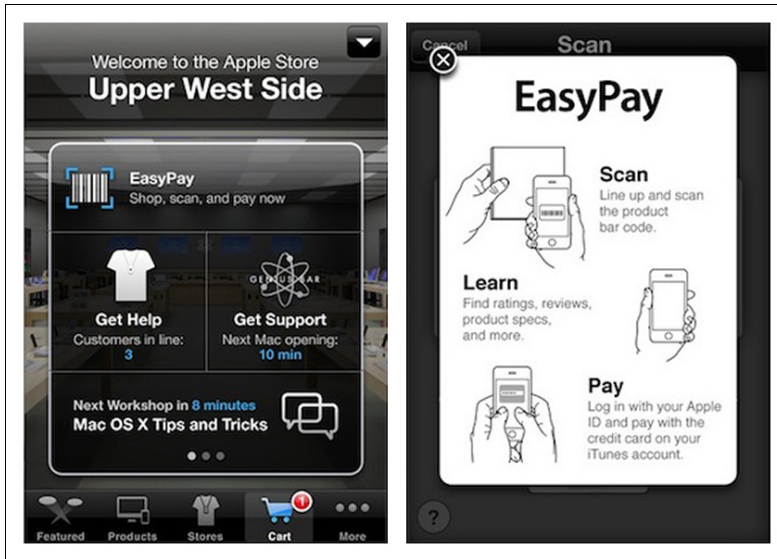 Welcome to the Apple Store
Upper West Side
EasyPay
Shop, scan, and pay now
GENIUS BAR
Get Help
Customers in line:
3
Get Support
Next Mac opening:
10 min
Next Workshop in 8 minutes
Mac OS X Tips and Tricks
1
Featured
Products
Stores
Cart
More
Cancel
Scan
EasyPay
Scan
Line up and scan
the product
bar code.
Learn
Find ratings, reviews,
product specs,
and more.
Pay
Log in with your Apple
ID and pay with the
credit card on your
iTunes account.
?